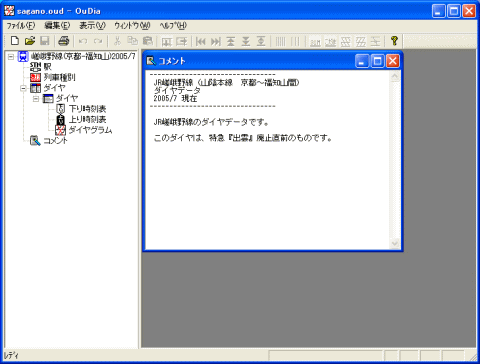 sagano.oud - OuDia
ファイル(F) 編集(E) 表示(V) ウィンドウ(W) ヘルプ(H)
嵯峨野線(京都-福知山)2005/7
駅
列車種別
ダイヤ
ダイヤ
下り時刻表
上り時刻表
ダイヤグラム
コメント
コメント
--------------------------------
JR嵯峨野線 (山陰本線 京都~福知山間)
ダイヤデータ
2005/7 現在
--------------------------------
JR嵯峨野線のダイヤデータです。
このダイヤは、特急『出雲』廃止直前のものです。
レディ